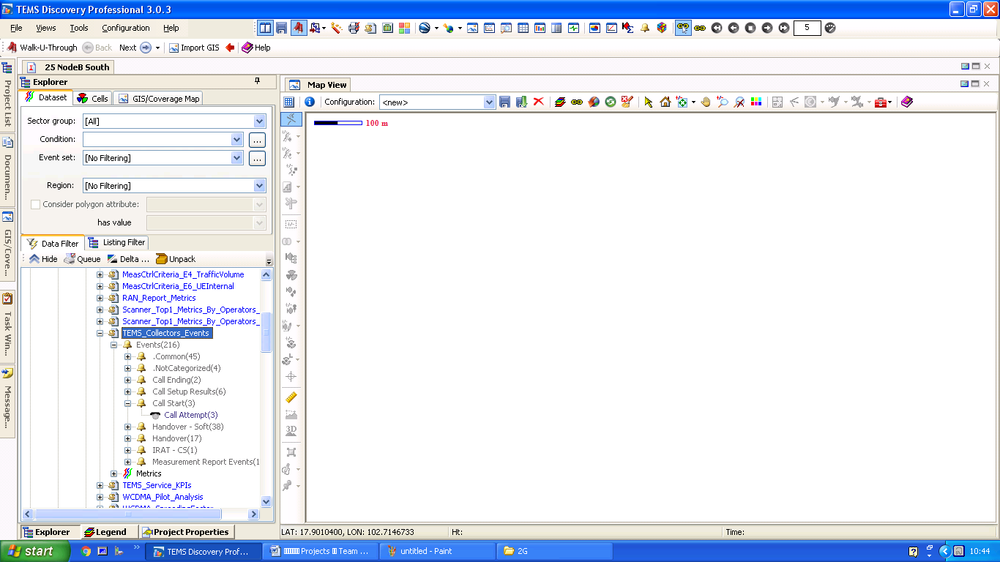 TEMS Discovery Professional 3.0.3
File Views Tools Configuration Help 5
Walk-U-Through Back Next Import GIS Help
25 NodeB South
Project List
Documen...
GIS/Cove...
Task Win...
Message...
Explorer
Dataset Cells GIS/Coverage Map
Sector group: [All]
Condition: ...
Event set: [No Filtering] ...
Region: [No Filtering]
Consider polygon attribute:
has value
Data Filter Listing Filter
Hide Queue Delta ... Unpack
MeasCtrlCriteria_E4_TrafficVolume
MeasCtrlCriteria_E6_UEInternal
RAN_Report_Metrics
Scanner_Top1_Metrics_By_Operators_
Scanner_Top1_Metrics_By_Operators_
TEMS_Collectors_Events
Events(216)
.Common(45)
.NotCategorized(4)
Call Ending(2)
Call Setup Results(6)
Call Start(3)
Call Attempt(3)
Handover - Soft(38)
Handover(17)
IRAT - CS(1)
Measurement Report Events(1
Metrics
TEMS_Service_KPIs
WCDMA_Pilot_Analysis
WCDMA_SpreadingFactor
Explorer Legend Project Properties
Map View
Configuration: <new>
100 m
3D
LAT: 17.9010400, LON: 102.7146733 Ht: Time:
start TEMS Discovery Prof... Projects Team ... untitled - Paint 2G 10:44